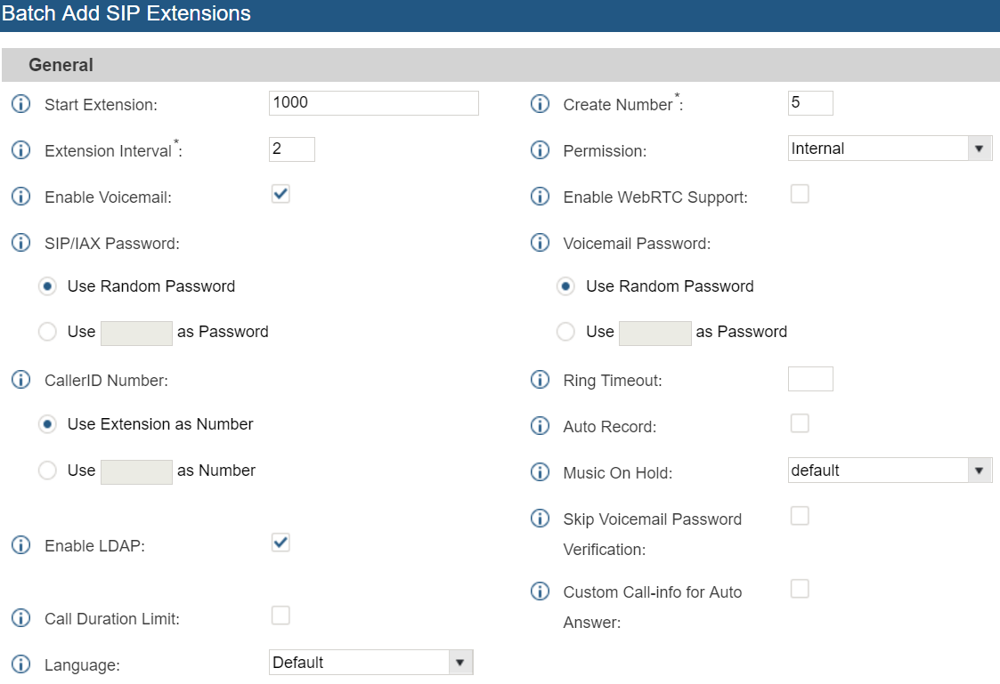 Batch Add SIP Extensions
General
Start Extension: 1000 Create Number*: 5
Extension Interval*: 2 Permission: Internal
Enable Voicemail: Enable WebRTC Support:
SIP/IAX Password: Voicemail Password:
Use Random Password Use Random Password
Use as Password Use as Password
CallerID Number: Ring Timeout:
Use Extension as Number Auto Record:
Use as Number Music On Hold: default
Skip Voicemail Password
Verification:
Enable LDAP:
Custom Call-info for Auto
Answer:
Call Duration Limit:
Language: Default